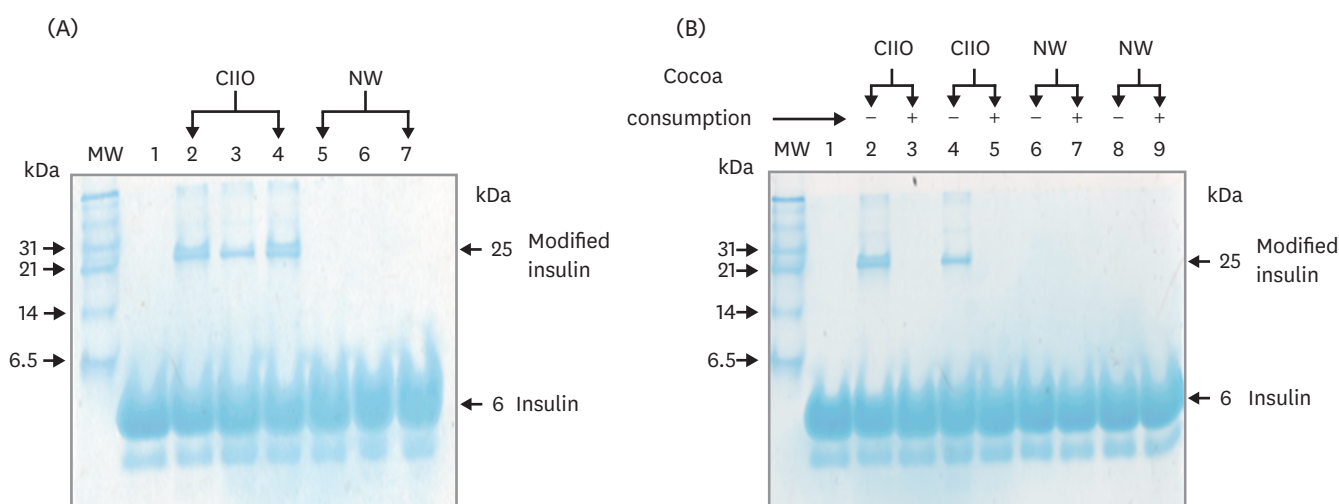 (A)
CIIO NW
MW 1 2 3 4 5 6 7
kDa
kDa
31
25 Modified
insulin
21
14
6.5
6 Insulin
(B)
CIIO CIIO NW NW
Cocoa
consumption − + − + − + − +
MW 1 2 3 4 5 6 7 8 9
kDa
kDa
31
25 Modified
insulin
21
14
6.5
6 Insulin